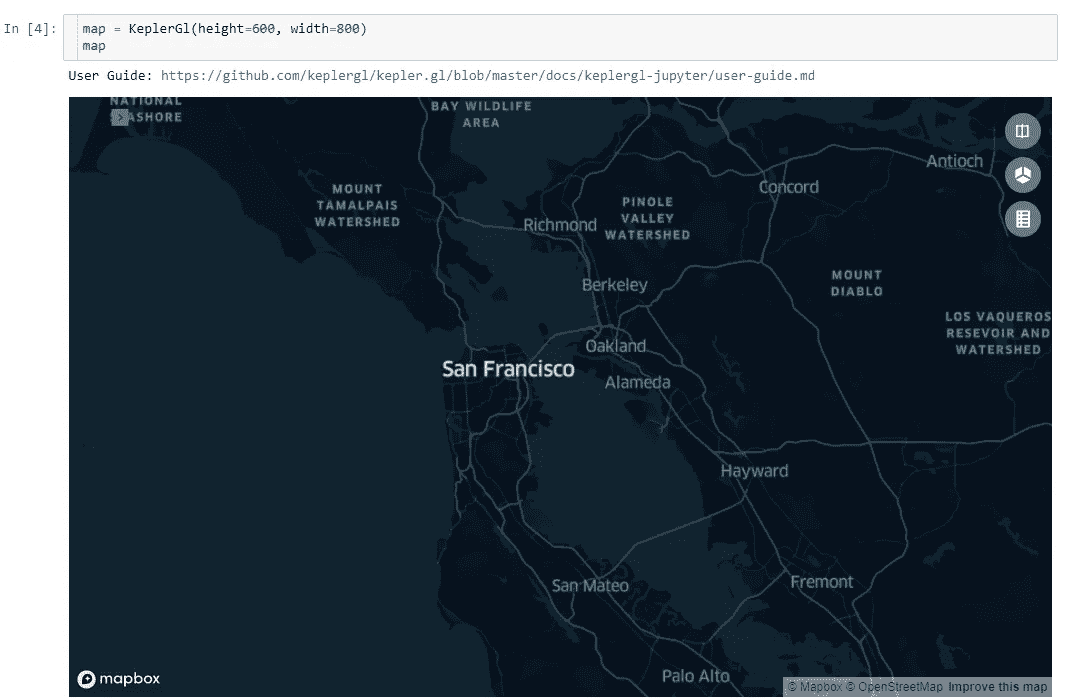 In [4]:
map = KeplerGl(height=600, width=800)
map
User Guide: https://github.com/keplergl/kepler.gl/blob/master/docs/keplergl-jupyter/user-guide.md
NATIONAL
ASHORE
BAY WILDLIFE
AREA
Antioch
Concord
MOUNT
TAMALPAIS
WATERSHED
PINOLE
VALLEY
WATERSHED
Richmond
Berkeley
MOUNT
DIABLO
LOS VAQUEROS
RESEVOIR AND
WATERSHED
Oakland
San Francisco
Alameda
Hayward
San Mateo
Fremont
Palo Alto
mapbox
© Mapbox © OpenStreetMap Improve this map